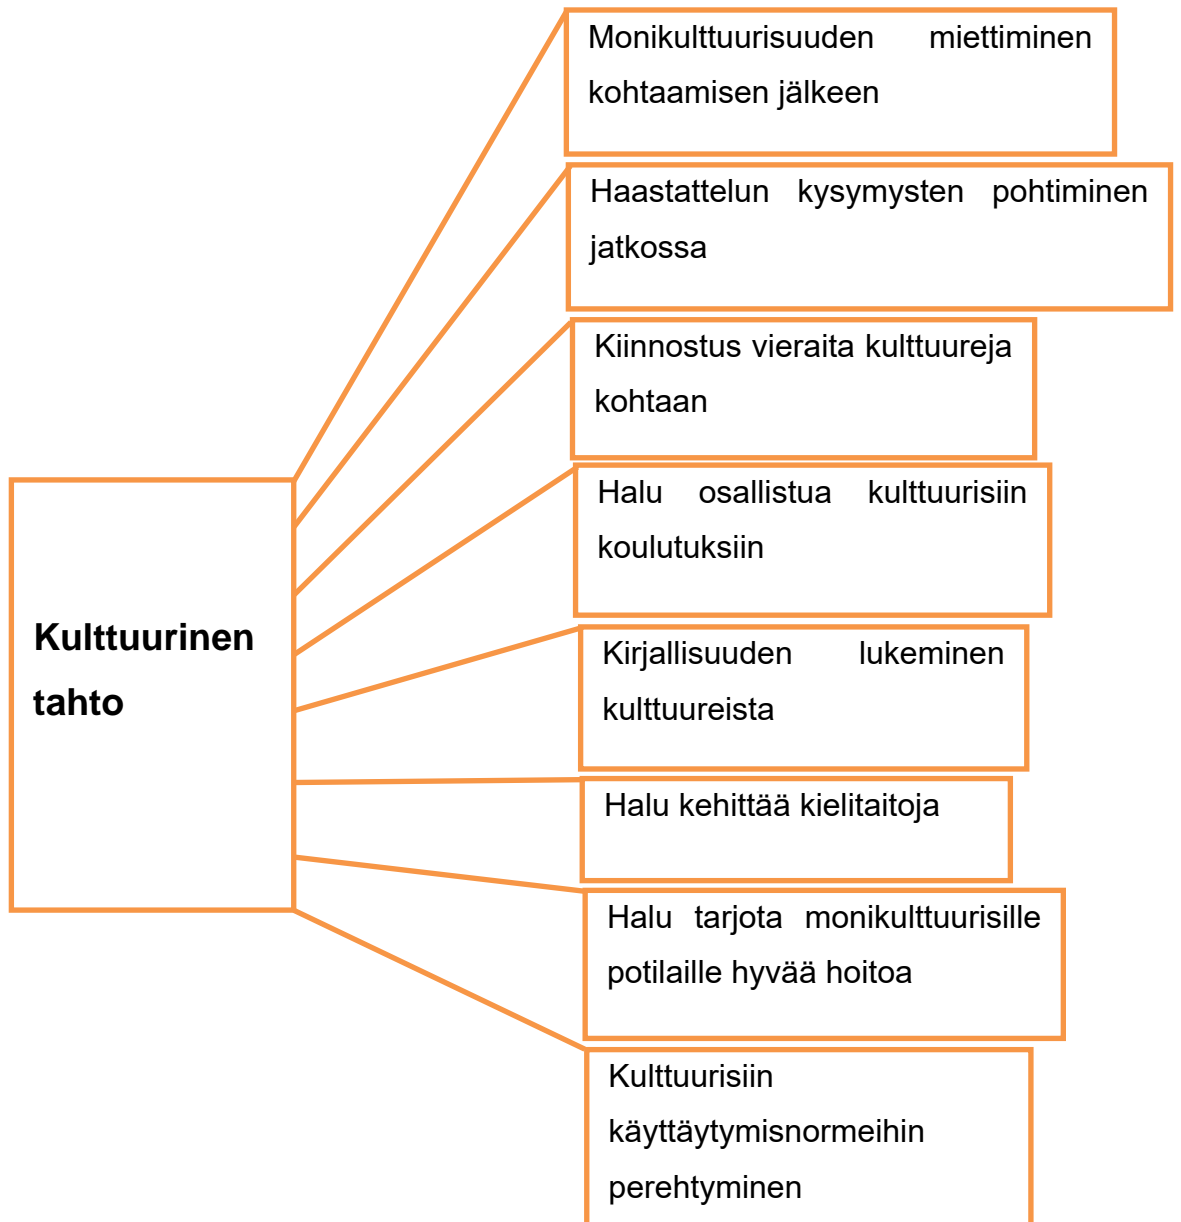 Monikulttuurisuuden miettiminen
kohtaamisen jälkeen
Haastattelun kysymysten pohtiminen
jatkossa
Kiinnostus vieraita kulttuureja
kohtaan
Halu osallistua kulttuurisiin
koulutuksiin
Kulttuurinen
tahto
Kirjallisuuden lukeminen
kulttuureista
Halu kehittää kielitaitoja
Halu tarjota monikulttuurisille
potilaille hyvää hoitoa
Kulttuurisiin
käyttäytymisnormeihin
perehtyminen